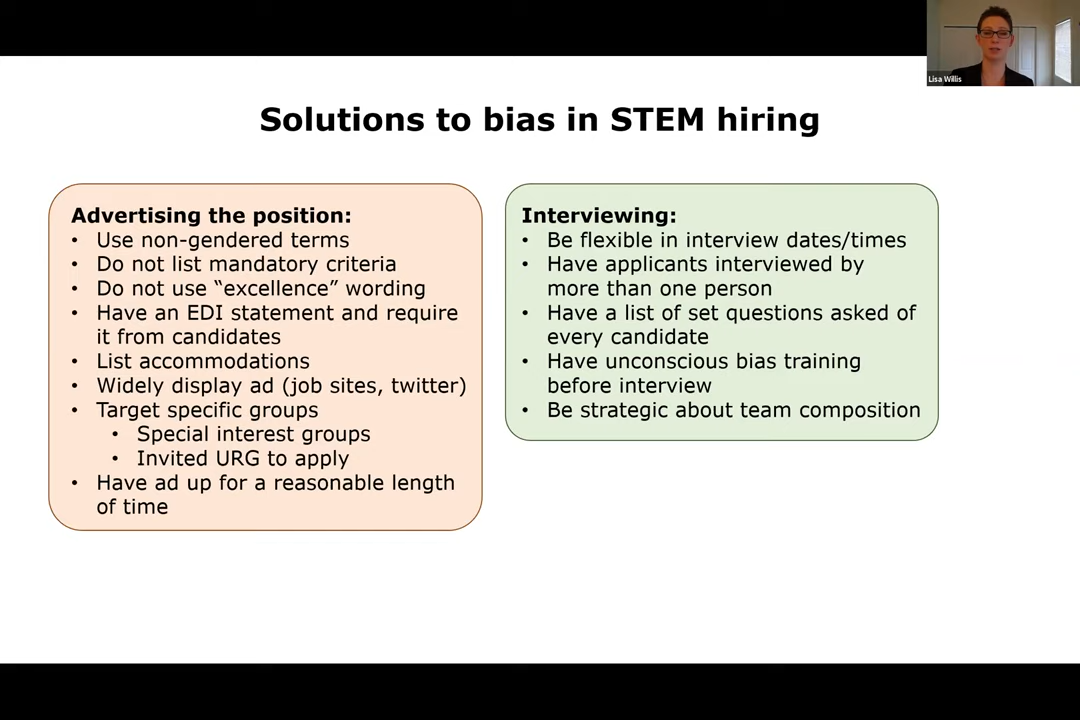 Lisa Willis
Solutions to bias in STEM hiring
Advertising the position:
• Use non-gendered terms
• Do not list mandatory criteria
• Do not use “excellence” wording
• Have an EDI statement and require
it from candidates
• List accommodations
• Widely display ad (job sites, twitter)
• Target specific groups
• Special interest groups
• Invited URG to apply
• Have ad up for a reasonable length
of time
Interviewing:
• Be flexible in interview dates/times
• Have applicants interviewed by
more than one person
• Have a list of set questions asked of
every candidate
• Have unconscious bias training
before interview
• Be strategic about team composition